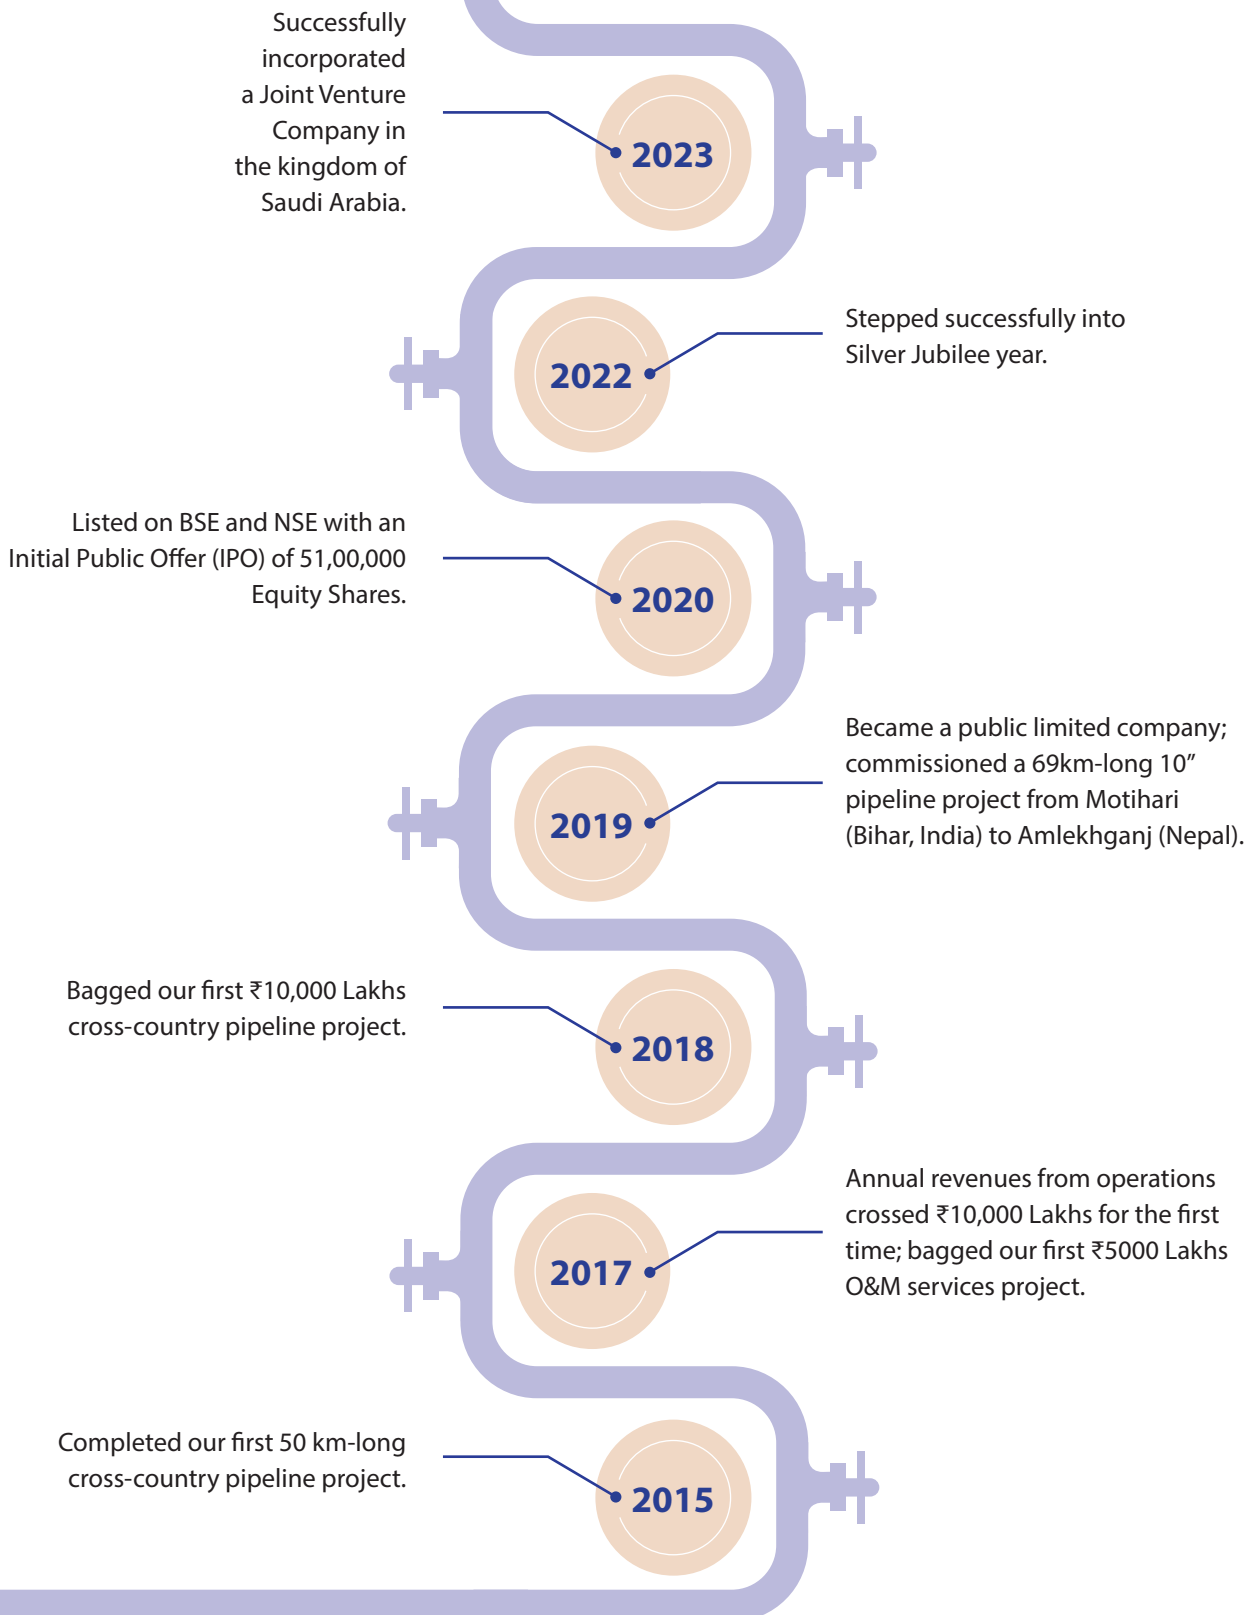 Successfully
incorporated
a Joint Venture
Company in
the kingdom of
Saudi Arabia.
2023
Stepped successfully into
Silver Jubilee year.
2022
Listed on BSE and NSE with an
Initial Public Offer (IPO) of 51,00,000
Equity Shares.
2020
Became a public limited company;
commissioned a 69km-long 10”
pipeline project from Motihari
(Bihar, India) to Amlekhganj (Nepal).
2019
Bagged our first ₹10,000 Lakhs
cross-country pipeline project.
2018
Annual revenues from operations
crossed ₹10,000 Lakhs for the first
time; bagged our first ₹5000 Lakhs
O&M services project.
2017
Completed our first 50 km-long
cross-country pipeline project.
2015